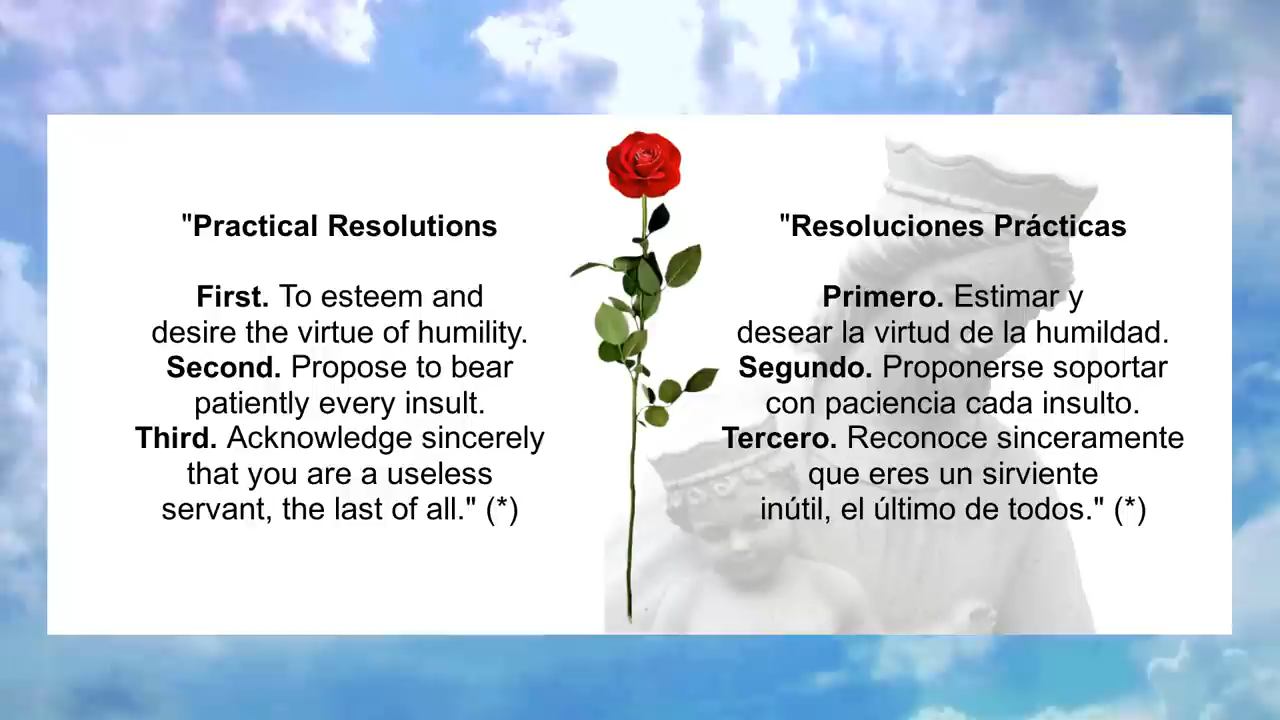 "Practical Resolutions
First. To esteem and
desire the virtue of humility.
Second. Propose to bear
patiently every insult.
Third. Acknowledge sincerely
that you are a useless
servant, the last of all." (*)
"Resoluciones Prácticas
Primero. Estimar y
desear la virtud de la humildad.
Segundo. Proponerse soportar
con paciencia cada insulto.
Tercero. Reconoce sinceramente
que eres un sirviente
inútil, el último de todos." (*)